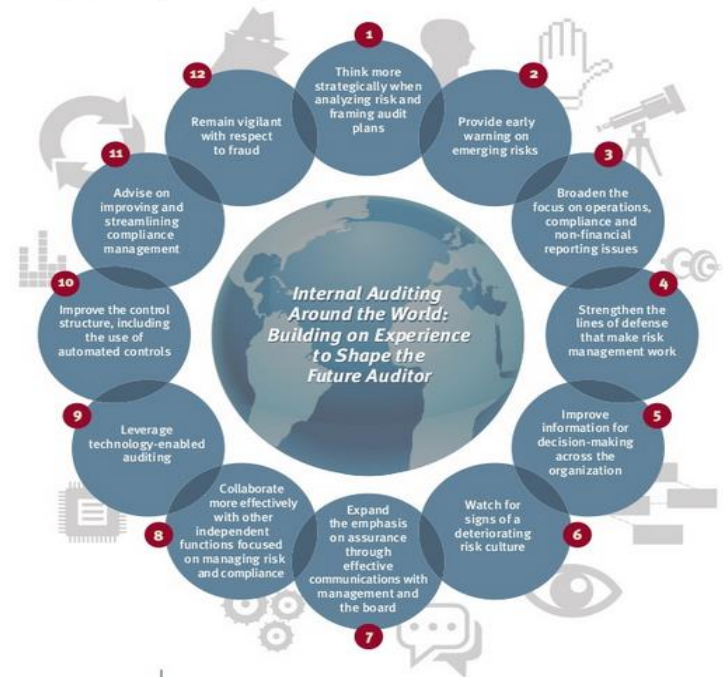 1
Think more
strategically when
analyzing risk and
framing audit
plans
2
Provide early
warning on
emerging risks
3
Broaden the
focus on operations,
compliance and
non-financial
reporting issues
4
Strengthen the
lines of defense
that make risk
management work
5
Improve
information for
decision-making
across the
organization
6
Watch for
signs of a
deteriorating
risk culture
7
Expand
the emphasis
on assurance
through
effective
communications with
management and
the board
8
Collaborate
more effectively
with other
independent
functions focused
on managing risk
and compliance
9
Leverage
technology-enabled
auditing
10
Improve the control
structure, including
the use of
automated controls
11
Advise on
improving and
streamlining
compliance
management
12
Remain vigilant
with respect
to fraud
Internal Auditing
Around the World:
Building on Experience
to Shape the
Future Auditor